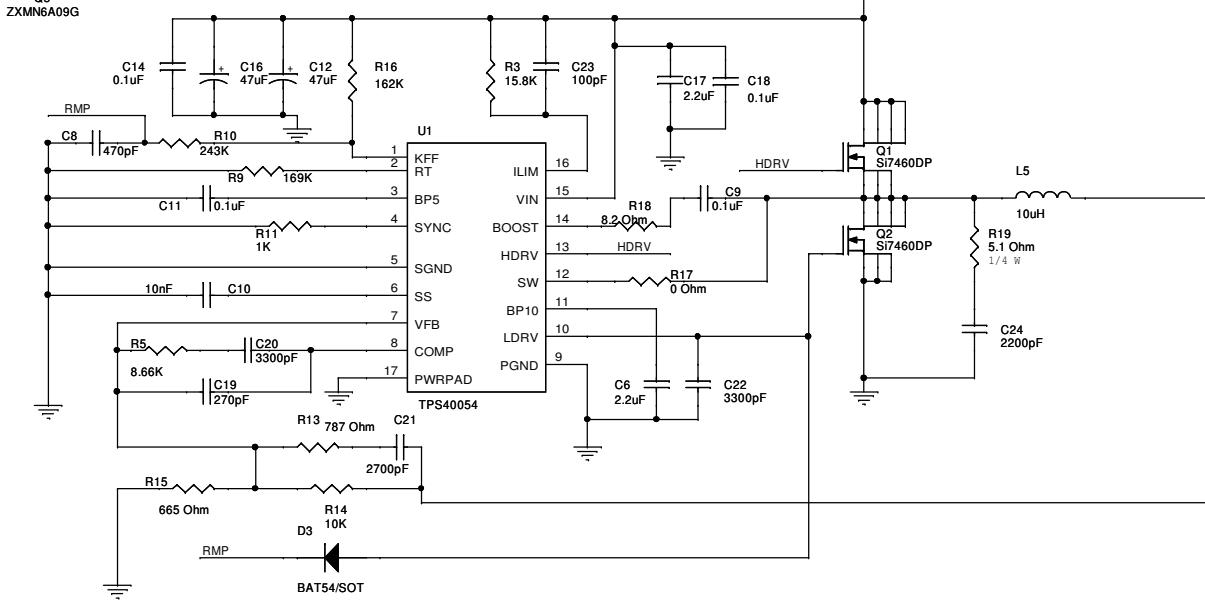 ZXMN6A09G
C14
0.1uF
C16
47uF
C12
47uF
R16
162K
R3
15.8K
C23
100pF
C17
2.2uF
C18
0.1uF
RMP
C8
470pF
R10
243K
U1
Q1
Si7460DP
HDRV
1
KFF
2
RT
R9
169K
16
ILIM
L5
10uH
C11
0.1uF
3
BP5
15
VIN
C9
0.1uF
R18
8.2 Ohm
R11
1K
4
SYNC
14
BOOST
Q2
Si7460DP
R19
5.1 Ohm
1/4 W
13
HDRV
HDRV
5
SGND
12
SW
R17
0 Ohm
10nF
C10
6
SS
11
BP10
7
VFB
10
LDRV
C24
2200pF
R5
8.66K
C20
3300pF
8
COMP
9
PGND
17
PWRPAD
C19
270pF
C6
2.2uF
C22
3300pF
TPS40054
R13
787 Ohm
C21
2700pF
R15
665 Ohm
R14
10K
D3
RMP
BAT54/SOT